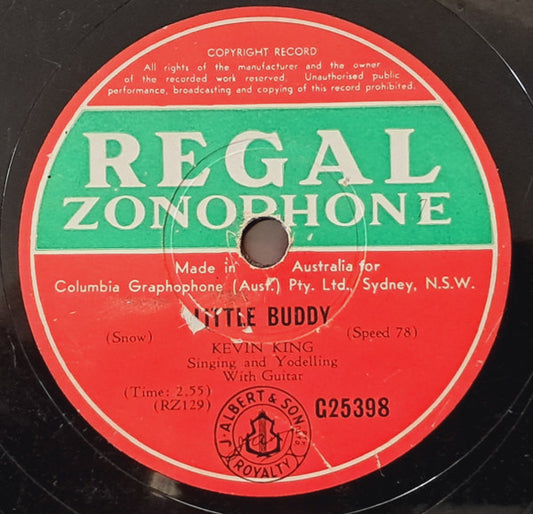 COPYRIGHT RECORD
All rights of the manufacturer and the owner
of the recorded work reserved. Unauthorised public
performance, broadcasting and copying of this record prohibited.
REGAL
ZONOPHONE
Made in Australia for
Columbia Graphophone (Aust.) Pty. Ltd., Sydney, N.S.W.
LITTLE BUDDY
(Snow) (Speed 78)
KEVIN KING
Singing and Yodelling
With Guitar
(Time: 2.55)
(RZ129)
G25398
J. ALBERT & SON
ROYALTY